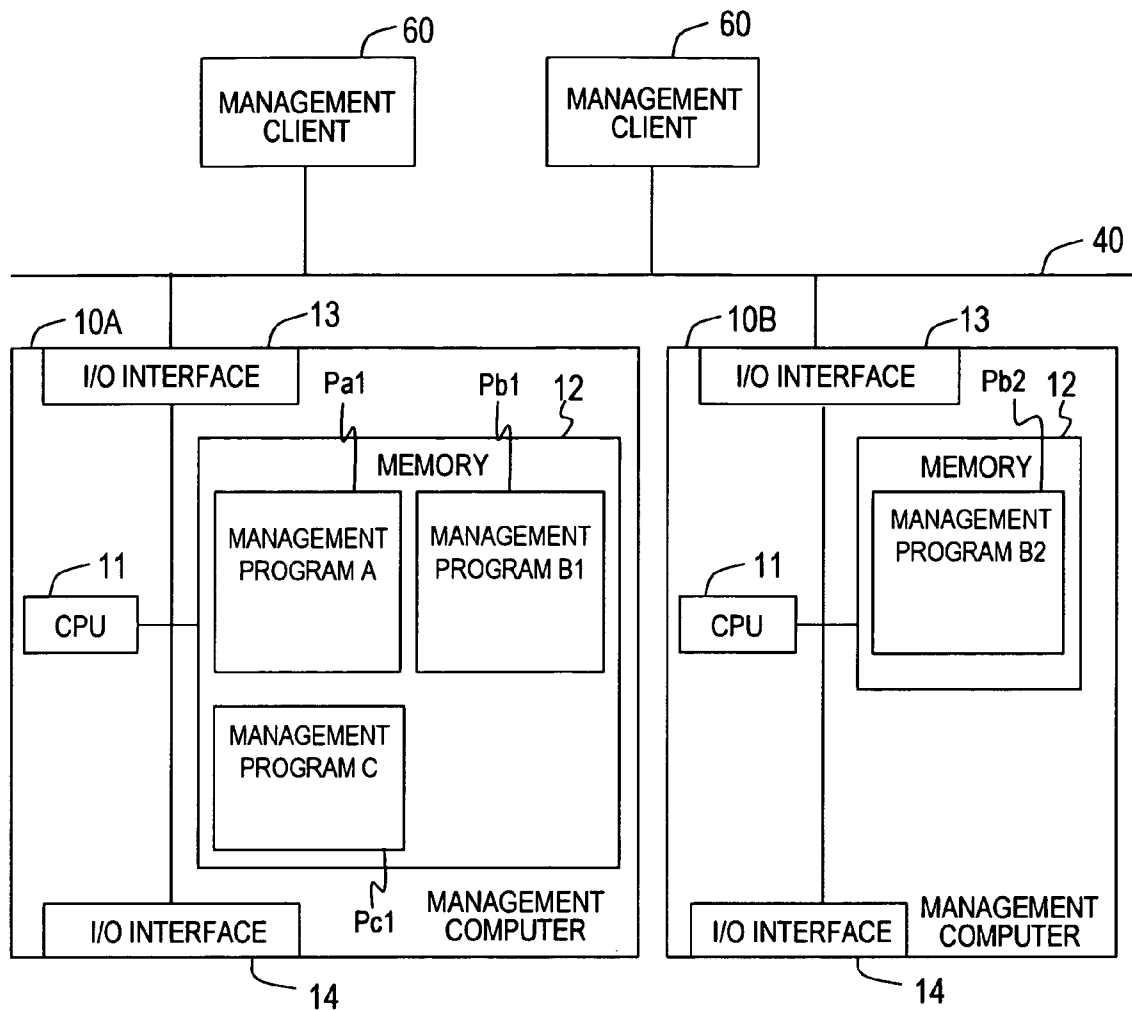 60
60
MANAGEMENT
CLIENT
MANAGEMENT
CLIENT
40
10A
13
10B
13
I/O INTERFACE
I/O INTERFACE
Pa1
Pb1
12
Pb2
12
MEMORY
MEMORY
MANAGEMENT
PROGRAM A
MANAGEMENT
PROGRAM B1
MANAGEMENT
PROGRAM B2
11
CPU
11
CPU
MANAGEMENT
PROGRAM C
Pc1
MANAGEMENT
COMPUTER
MANAGEMENT
COMPUTER
I/O INTERFACE
I/O INTERFACE
14
14